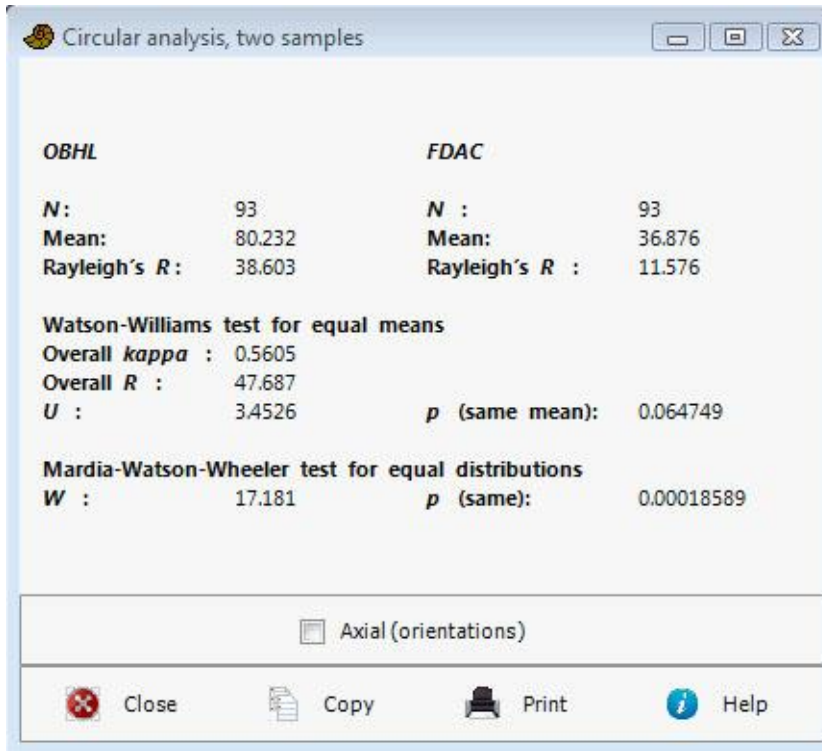 Circular analysis, two samples
OBHL FDAC
N: 93 N : 93
Mean: 80.232 Mean: 36.876
Rayleigh´s R: 38.603 Rayleigh´s R : 11.576
Watson-Williams test for equal means
Overall kappa : 0.5605
Overall R : 47.687
U : 3.4526 p (same mean): 0.064749
Mardia-Watson-Wheeler test for equal distributions
W : 17.181 p (same): 0.00018589
Axial (orientations)
Close Copy Print Help